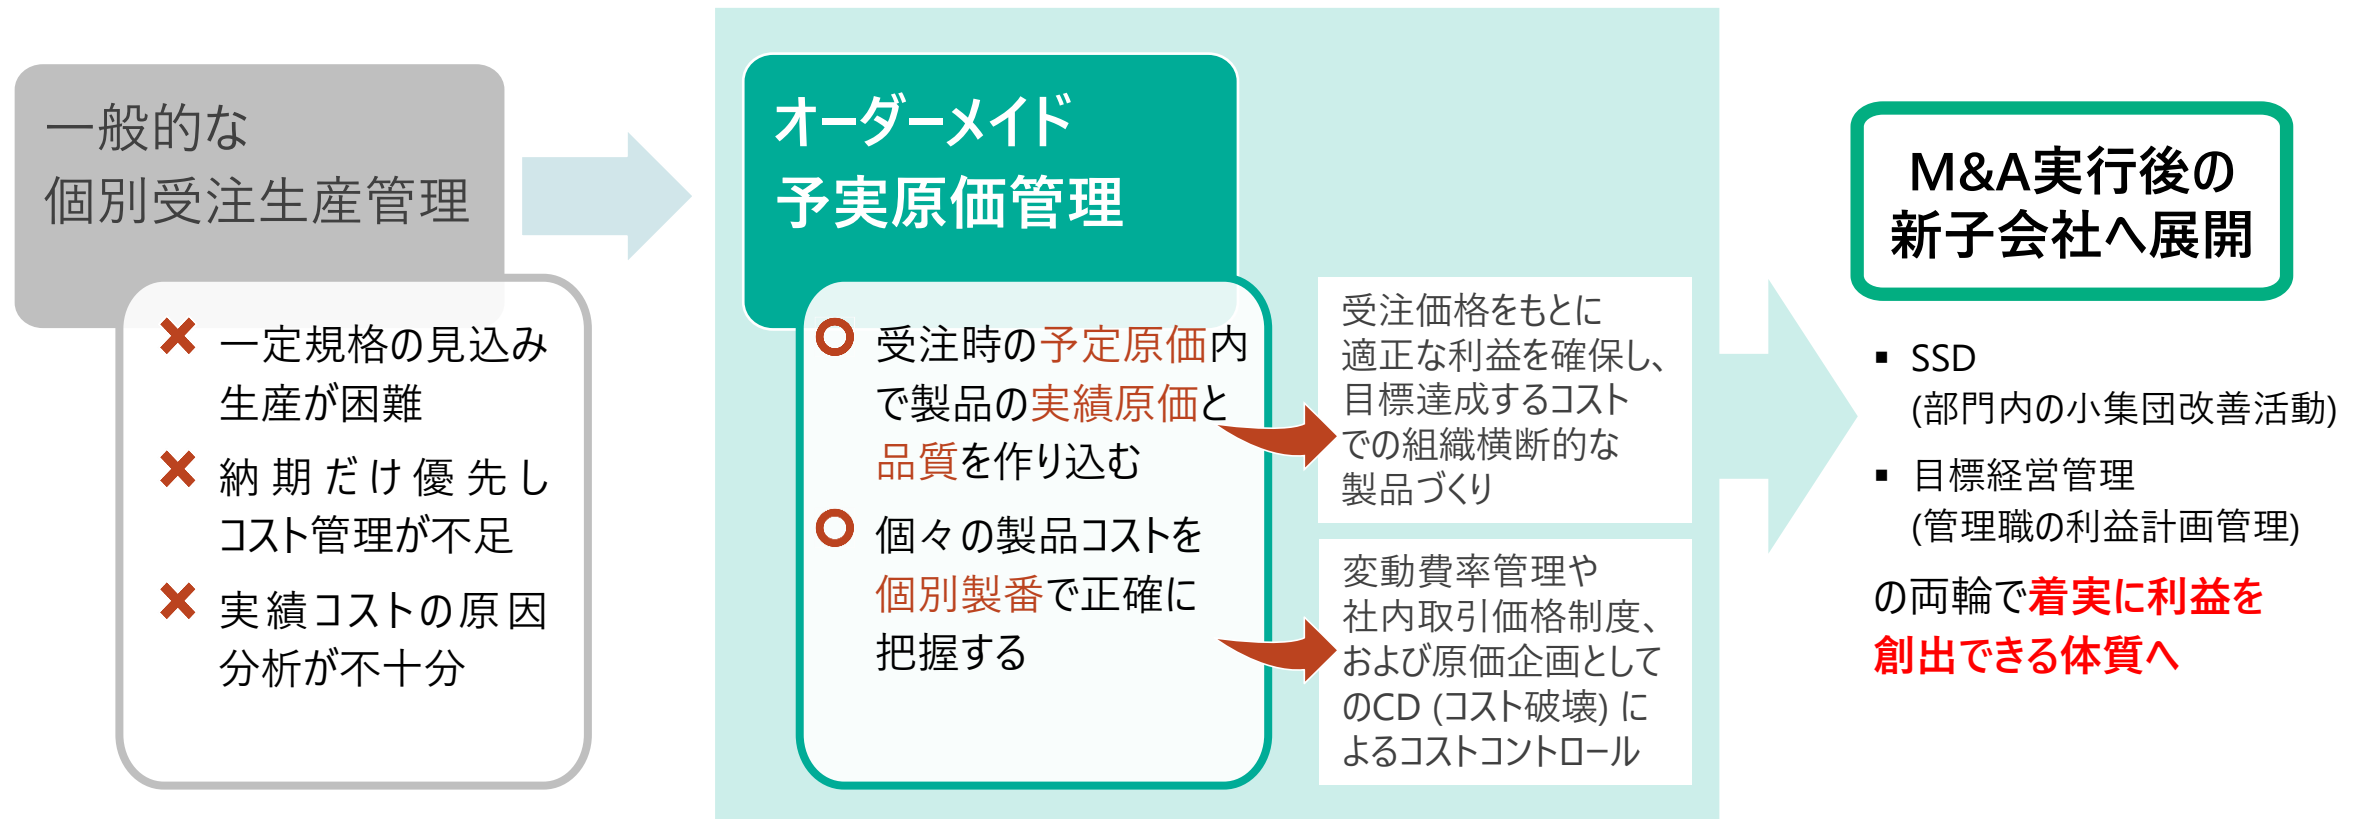 一般的な
個別受注生産管理
一定規格の見込み
生産が困難
納期だけ優先し
コスト管理が不足
実績コストの原因
分析が不十分
オーダーメイド
予実原価管理
受注時の予定原価内
で製品の実績原価と
品質を作り込む
個々の製品コストを
個別製番で正確に
把握する
受注価格をもとに
適正な利益を確保し、
目標達成するコスト
での組織横断的な
製品づくり
変動費率管理や
社内取引価格制度、
および原価企画として
のCD (コスト破壊) に
よるコストコントロール
M&A実行後の
新子会社へ展開
▪ SSD
(部門内の小集団改善活動)
▪ 目標経営管理
(管理職の利益計画管理)
の両輪で着実に利益を
創出できる体質へ